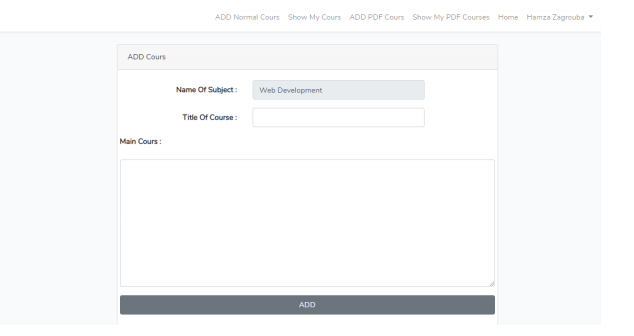 ADD Normal Cours Show My Cours ADD PDF Cours Show My PDF Courses Home Hamza Zagrouba
ADD Cours
Name Of Subject : Web Development
Title Of Course :
Main Cours :
ADD